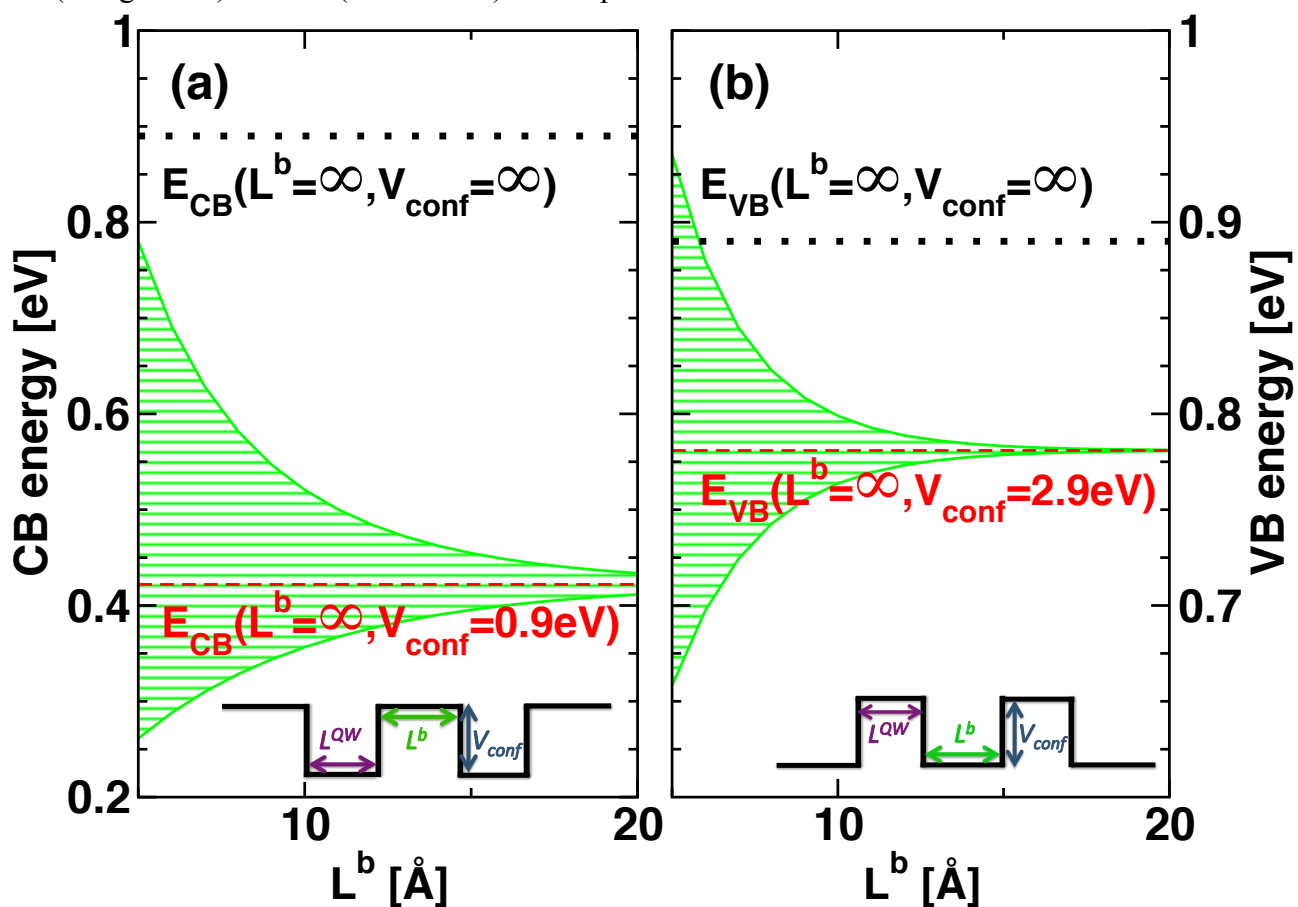 (a)
1
0.8
0.6
0.4
0.2
CB energy [eV]
E_CB(L^b=∞,V_conf=∞)
E_CB(L^b=∞,V_conf=0.9eV)
L^QW
L^b
V_conf
10
20
L^b [Å]
(b)
1
0.9
0.8
0.7
VB energy [eV]
E_VB(L^b=∞,V_conf=∞)
E_VB(L^b=∞,V_conf=2.9eV)
L^QW
L^b
V_conf
10
20
L^b [Å]